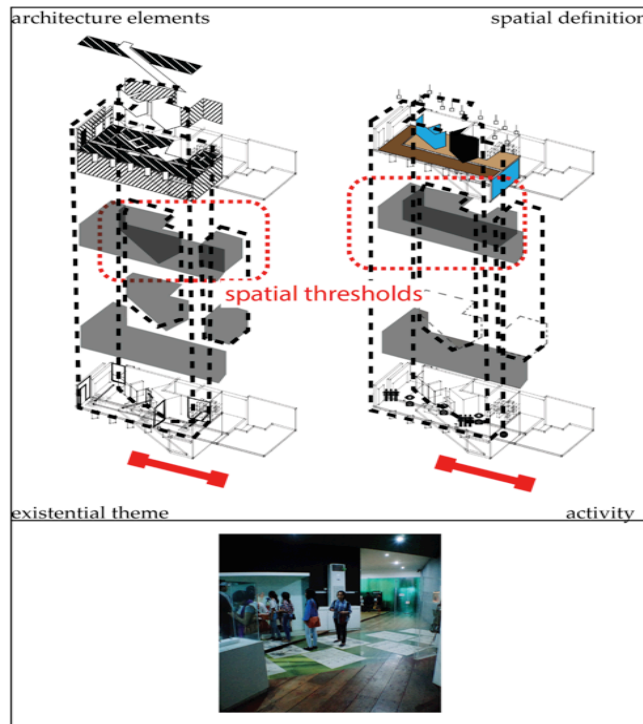 architecture elements
spatial definition
spatial thresholds
existential theme
activity